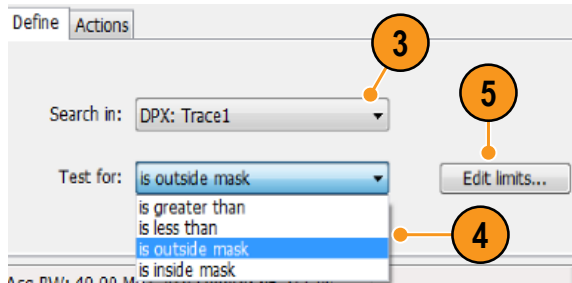 Define Actions
3
Search in: DPX: Trace1
5
Test for: is outside mask Edit limits...
is greater than
is less than
is outside mask
4
is inside mask